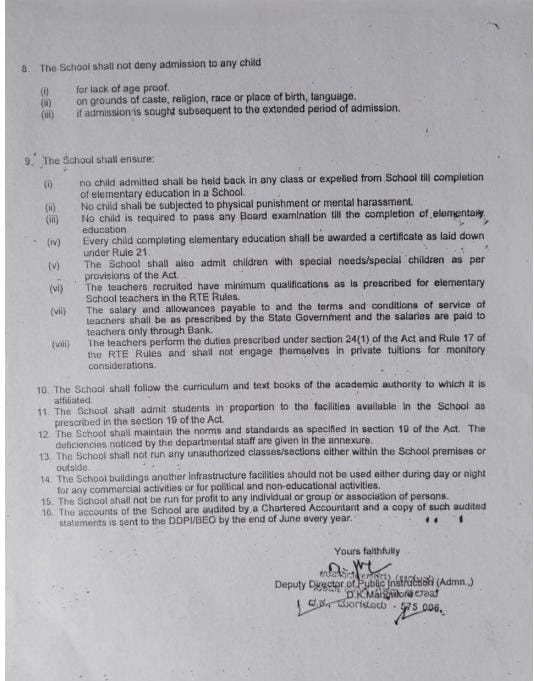 8. The School shall not deny admission to any child
(i) for lack of age proof.
(ii) on grounds of caste, religion, race or place of birth, language.
(iii) if admission is sought subsequent to the extended period of admission.
9. The School shall ensure:
(i) no child admitted shall be held back in any class or expelled from School till completion
of elementary education in a School.
(ii) No child shall be subjected to physical punishment or mental harassment.
(iii) No child is required to pass any Board examination till the completion of elementary
education
(iv) Every child completing elementary education shall be awarded a certificate as laid down
under Rule 21.
(v) The School shall also admit children with special needs/special children as per
provisions of the Act.
(vi) The teachers recruited have minimum qualifications as is prescribed for elementary
School teachers in the RTE Rules.
(vii) The salary and allowances payable to and the terms and conditions of service of
teachers shall be as prescribed by the State Government and the salaries are paid to
teachers only through Bank.
(viii) The teachers perform the duties prescribed under section 24(1) of the Act and Rule 17 of
the RTE Rules and shall not engage themselves in private tuitions for monitory
considerations.
10. The School shall follow the curriculum and text books of the academic authority to which it is
affiliated.
11. The School shall admit students in proportion to the facilities available in the School as
prescribed in the section 19 of the Act.
12. The School shall maintain the norms and standards as specified in section 19 of the Act. The
deficiencies noticed by the departmental staff are given in the annexure.
13. The School shall not run any unauthorized classes/sections either within the School premises or
outside.
14. The School buildings another infrastructure facilities should not be used either during day or night
for any commercial activities or for political and non-educational activities.
15. The School shall not be run for profit to any individual or group or association of persons.
16. The accounts of the School are audited by a Chartered Accountant and a copy of such audited
statements is sent to the DDPI/BEO by the end of June every year.
Yours faithfully
Deputy Director of Public Instruction (Admn.,)
D.K.Mangalore
- 575 006.